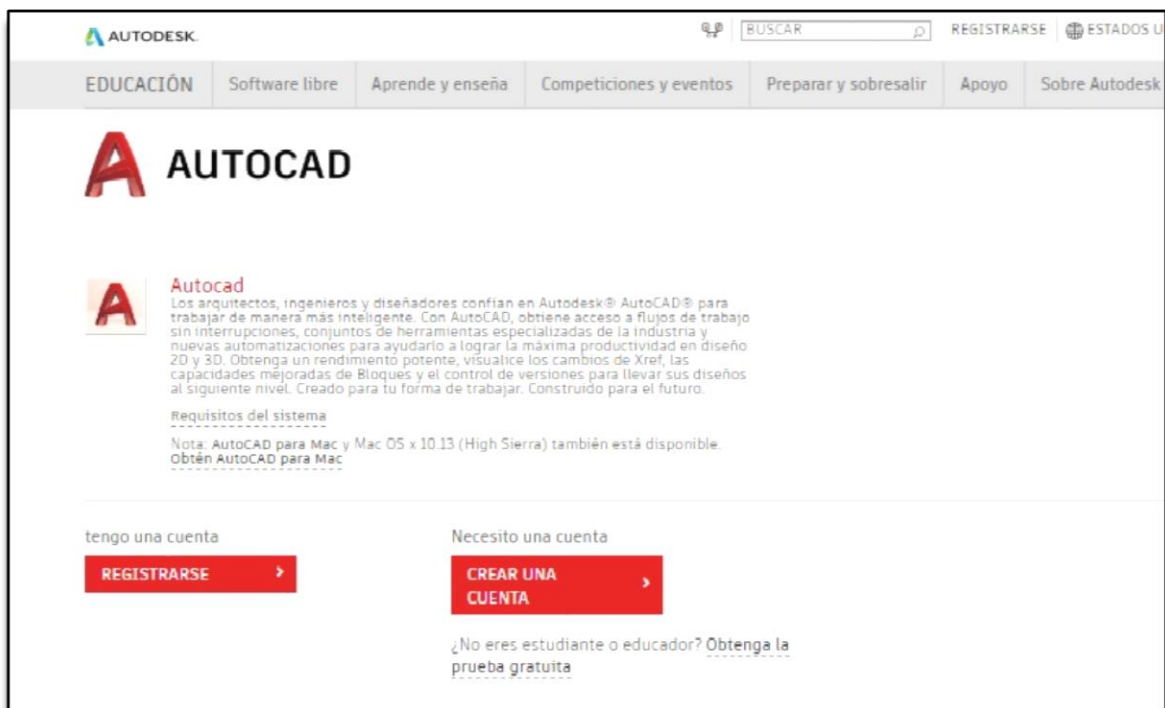 AUTODESK.
BUSCAR
REGISTRARSE
ESTADOS U
EDUCACIÓN
Software libre
Aprende y enseña
Competiciones y eventos
Preparar y sobresalir
Apoyo
Sobre Autodesk
AUTOCAD
Autocad
Los arquitectos, ingenieros y diseñadores confían en Autodesk® AutoCAD® para
trabajar de manera más inteligente. Con AutoCAD, obtiene acceso a flujos de trabajo
sin interrupciones, conjuntos de herramientas especializadas de la industria y
nuevas automatizaciones para ayudarlo a lograr la máxima productividad en diseño
2D y 3D. Obtenga un rendimiento potente, visualice los cambios de Xref, las
capacidades mejoradas de Bloques y el control de versiones para llevar sus diseños
al siguiente nivel. Creado para tu forma de trabajar. Construido para el futuro.
Requisitos del sistema
Nota: AutoCAD para Mac y Mac OS x 10.13 (High Sierra) también está disponible.
Obtén AutoCAD para Mac
tengo una cuenta
REGISTRARSE
Necesito una cuenta
CREAR UNA
CUENTA
¿No eres estudiante o educador? Obtenga la
prueba gratuita